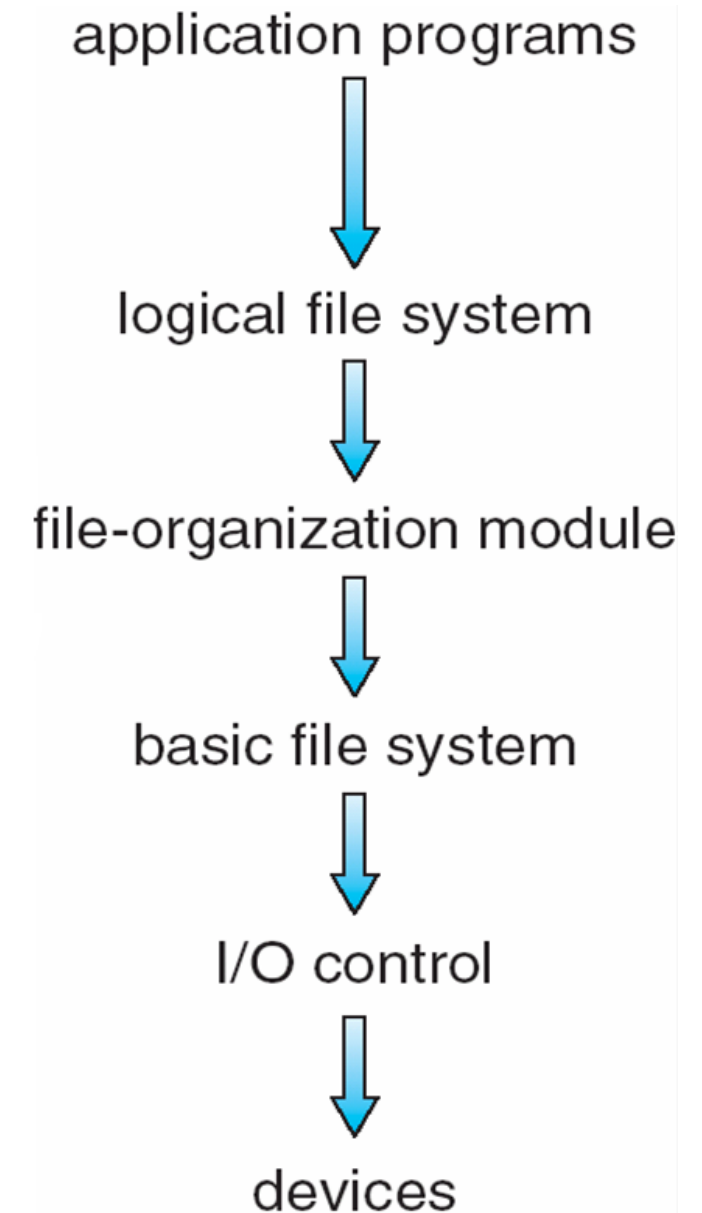 application programs
logical file system
file-organization module
basic file system
I/O control
devices